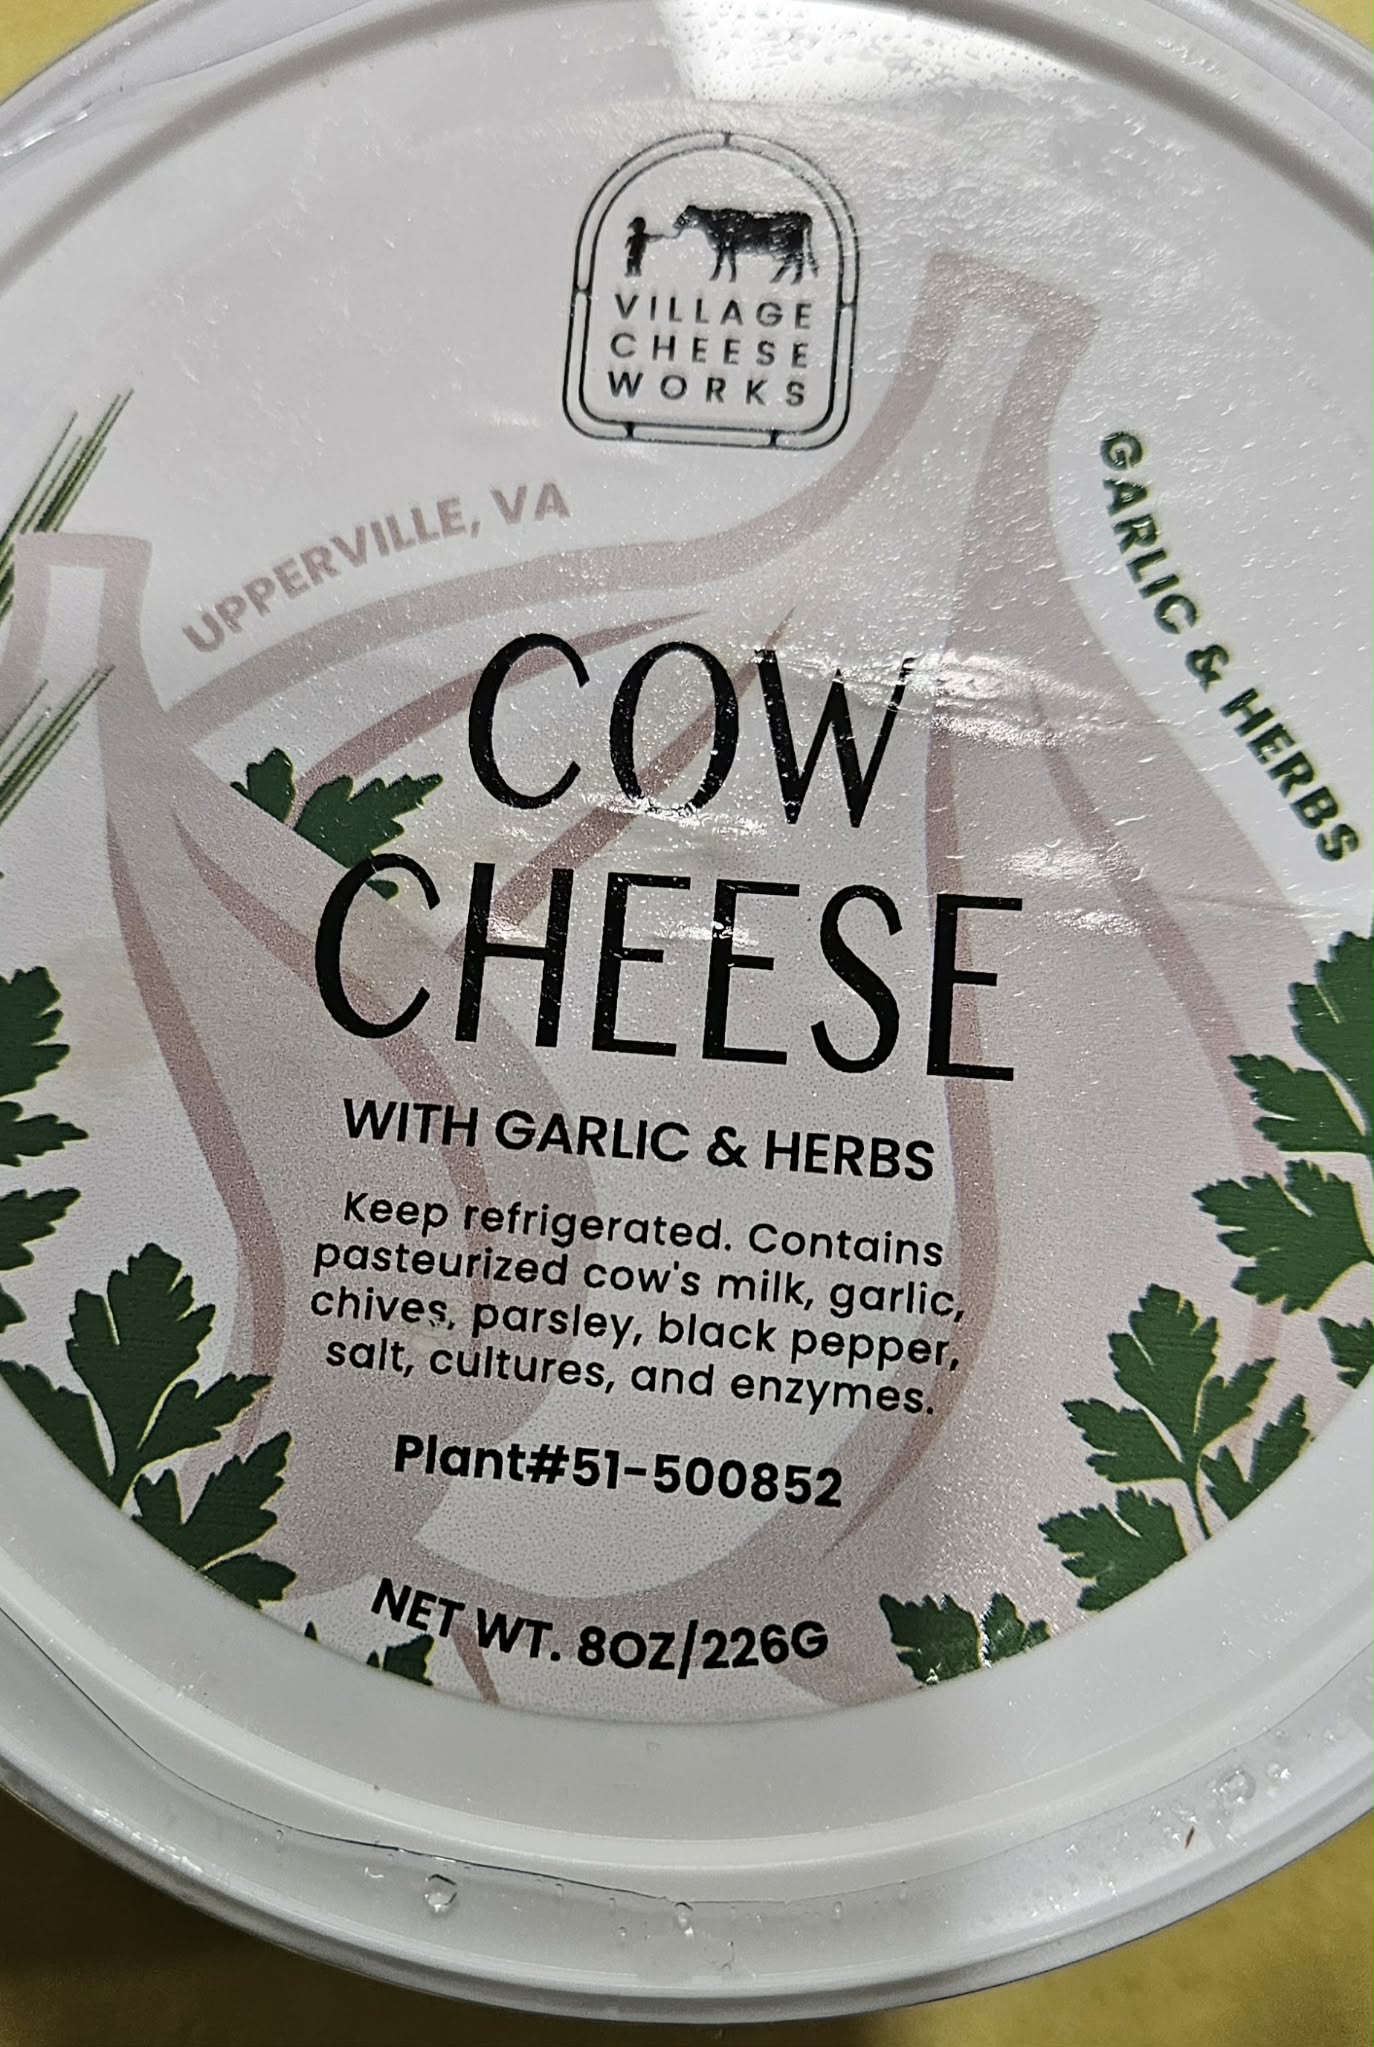 VILLAGE
CHEESE
WORKS
UPPERVILLE, VA
GARLIC & HERBS
COW
CHEESE
WITH GARLIC & HERBS
Keep refrigerated. Contains
pasteurized cow's milk, garlic,
chives, parsley, black pepper,
salt, cultures, and enzymes.
Plant#51-500852
NET WT. 8OZ/226G